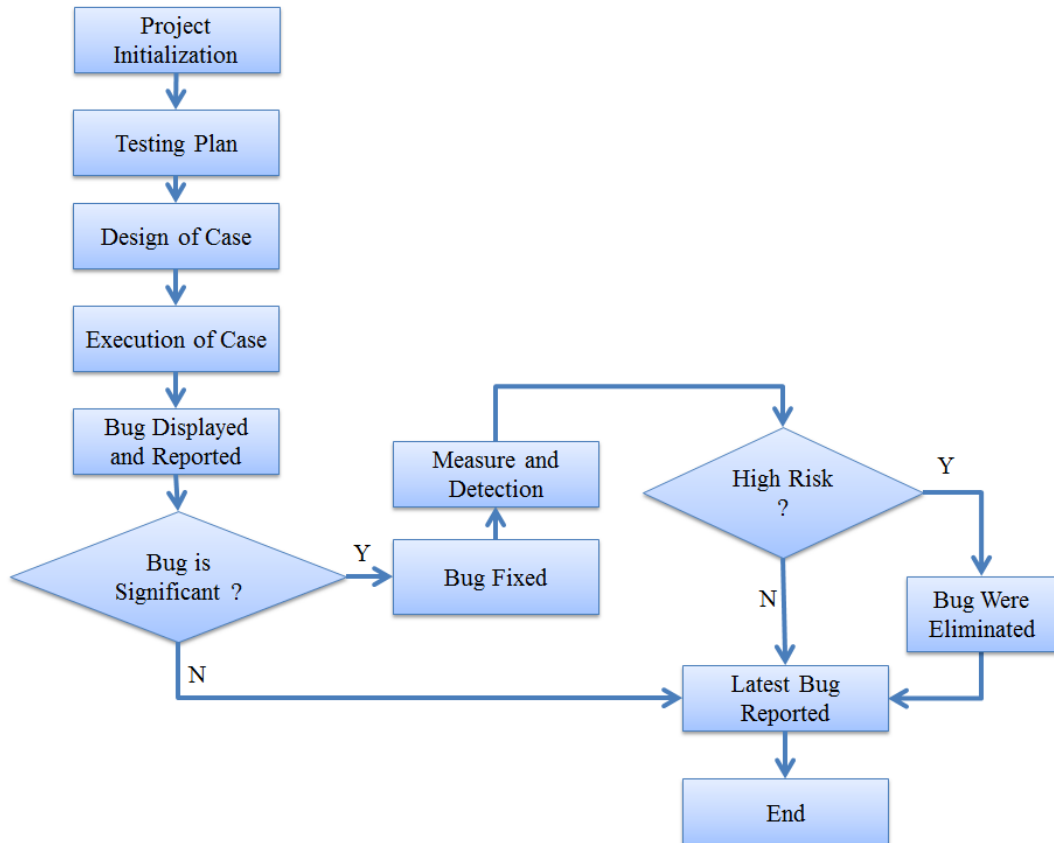 Project
Initialization
Testing Plan
Design of Case
Execution of Case
Bug Displayed
and Reported
Bug is
Significant ?
Y
N
Bug Fixed
Measure and
Detection
High Risk
?
Y
N
Bug Were
Eliminated
Latest Bug
Reported
End